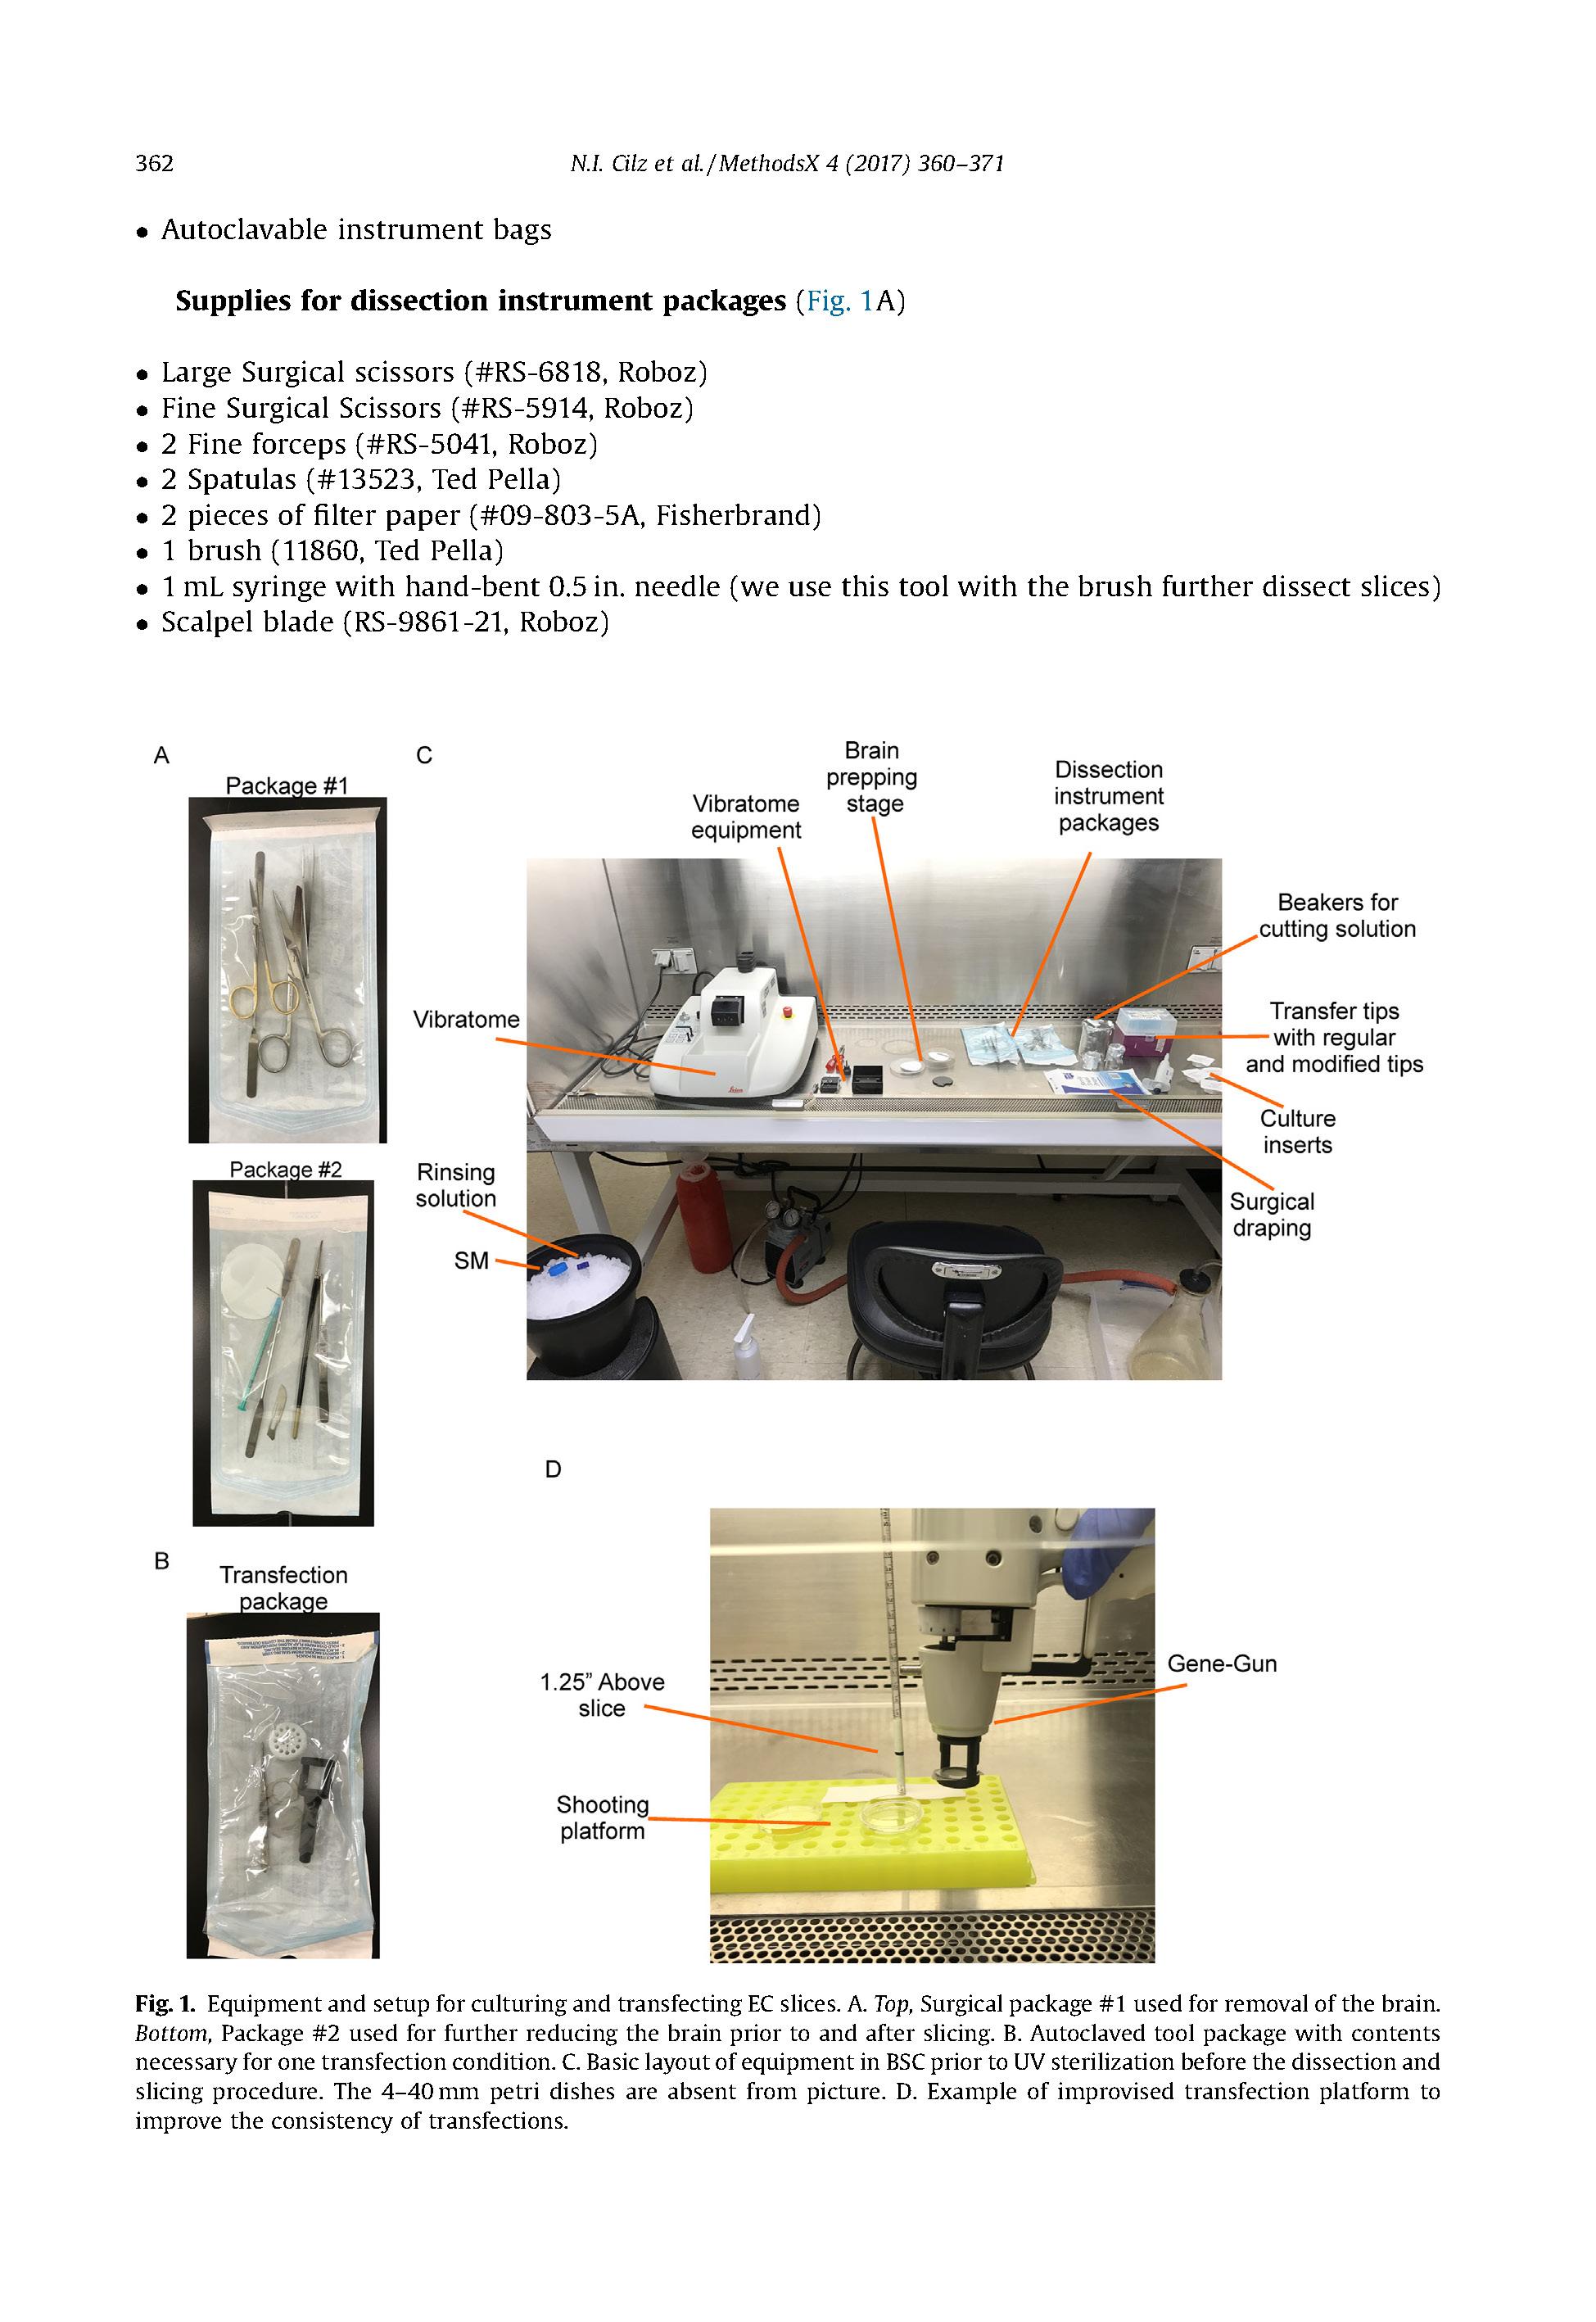 362
N.I. Cilz et al. / MethodsX 4 (2017) 360–371
• Autoclavable instrument bags
Supplies for dissection instrument packages (Fig. 1A)
• Large Surgical scissors (#RS-6818, Roboz)
• Fine Surgical Scissors (#RS-5914, Roboz)
• 2 Fine forceps (#RS-5041, Roboz)
• 2 Spatulas (#13523, Ted Pella)
• 2 pieces of filter paper (#09-803-5A, Fisherbrand)
• 1 brush (11860, Ted Pella)
• 1 mL syringe with hand-bent 0.5 in. needle (we use this tool with the brush further dissect slices)
• Scalpel blade (RS-9861-21, Roboz)
A
Package #1
Package #2
B
Transfection
package
C
Vibratome
equipment
Brain
prepping
stage
Dissection
instrument
packages
Beakers for
cutting solution
Transfer tips
with regular
and modified tips
Culture
inserts
Surgical
draping
Vibratome
Rinsing
solution
SM
D
1.25” Above
slice
Shooting
platform
Gene-Gun
Fig. 1. Equipment and setup for culturing and transfecting EC slices. A. Top, Surgical package #1 used for removal of the brain.
Bottom, Package #2 used for further reducing the brain prior to and after slicing. B. Autoclaved tool package with contents
necessary for one transfection condition. C. Basic layout of equipment in BSC prior to UV sterilization before the dissection and
slicing procedure. The 4–40 mm petri dishes are absent from picture. D. Example of improvised transfection platform to
improve the consistency of transfections.